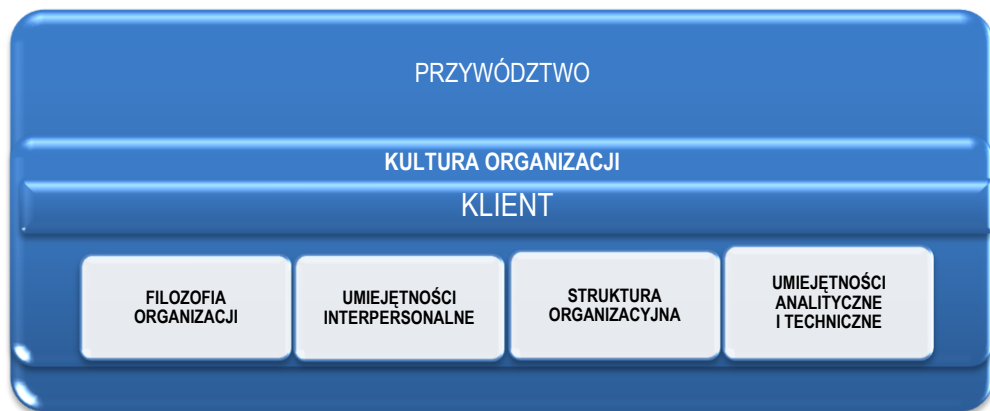 PRZYWÓDZTWO
KULTURA ORGANIZACJI
KLIENT
FILOZOFIA
ORGANIZACJI
UMIEJĘTNOŚCI
INTERPERSONALNE
STRUKTURA
ORGANIZACYJNA
UMIEJĘTNOŚCI
ANALITYCZNE
I TECHNICZNE